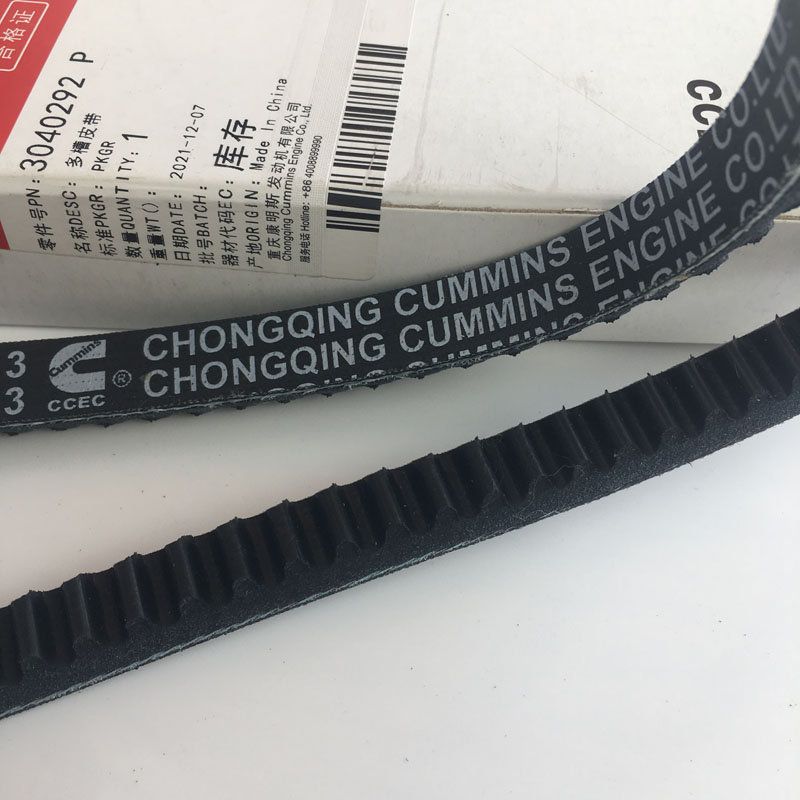 合格证
零件号PN: 3040292 P
名称DESC: 多槽皮带
标准PKGR: PKGR
数量QUANTITY: 1
重量WT():
日期DATE: 2021-12-07
批号BATCH:
器材代码EC: 库存
产地ORIGIN: Made In China
重庆康明斯发动机有限公司
Chongqing Cummins Engine Co., Ltd.
服务电话 Hotline: +86 4008899990
CC
3
3
Cummins
CCEC
®
CHONGQING CUMMINS ENGINE CO.LTD.
CHONGQING CUMMINS ENGINE CO.LTD.